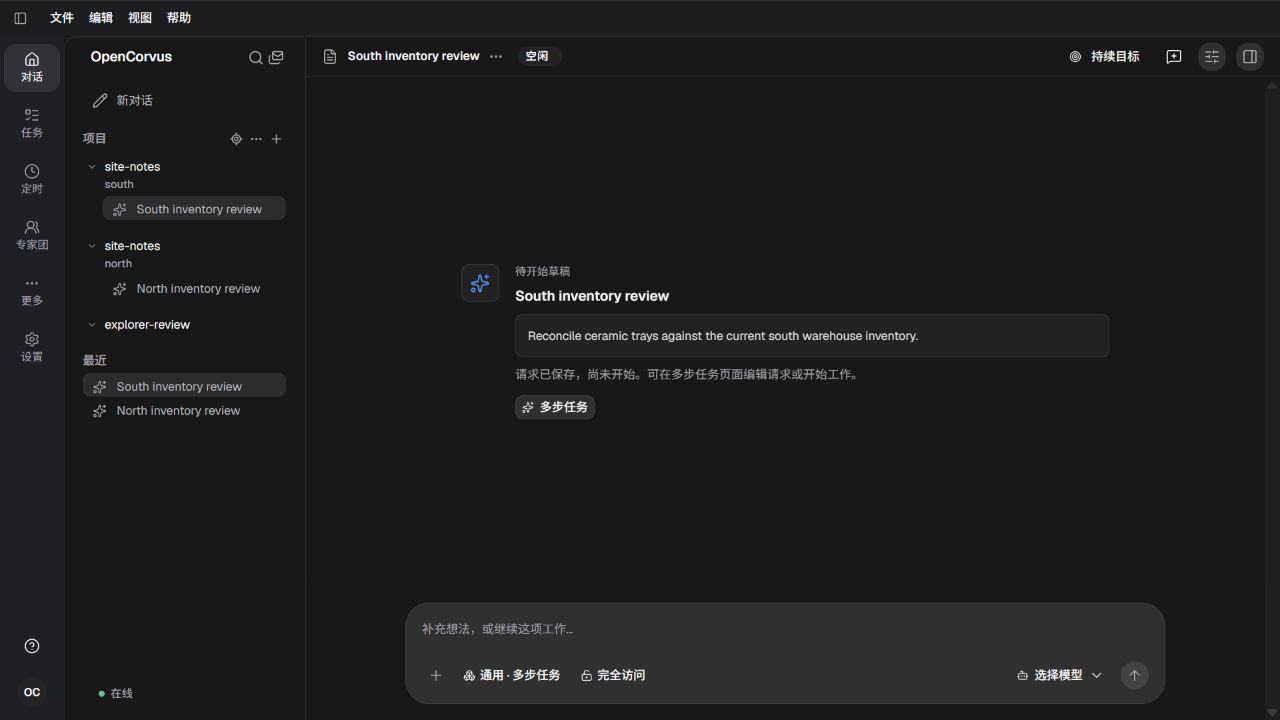 文件 编辑 视图 帮助
对话
任务
定时
专家团
更多
设置
OC
OpenCorvus
新对话
项目
site-notes
south
South inventory review
site-notes
north
North inventory review
explorer-review
最近
South inventory review
North inventory review
在线
South inventory review 空闲 持续目标
待开始草稿
South inventory review
Reconcile ceramic trays against the current south warehouse inventory.
请求已保存，尚未开始。可在多步任务页面编辑请求或开始工作。
多步任务
补充想法，或继续这项工作...
通用 · 多步任务 完全访问 选择模型